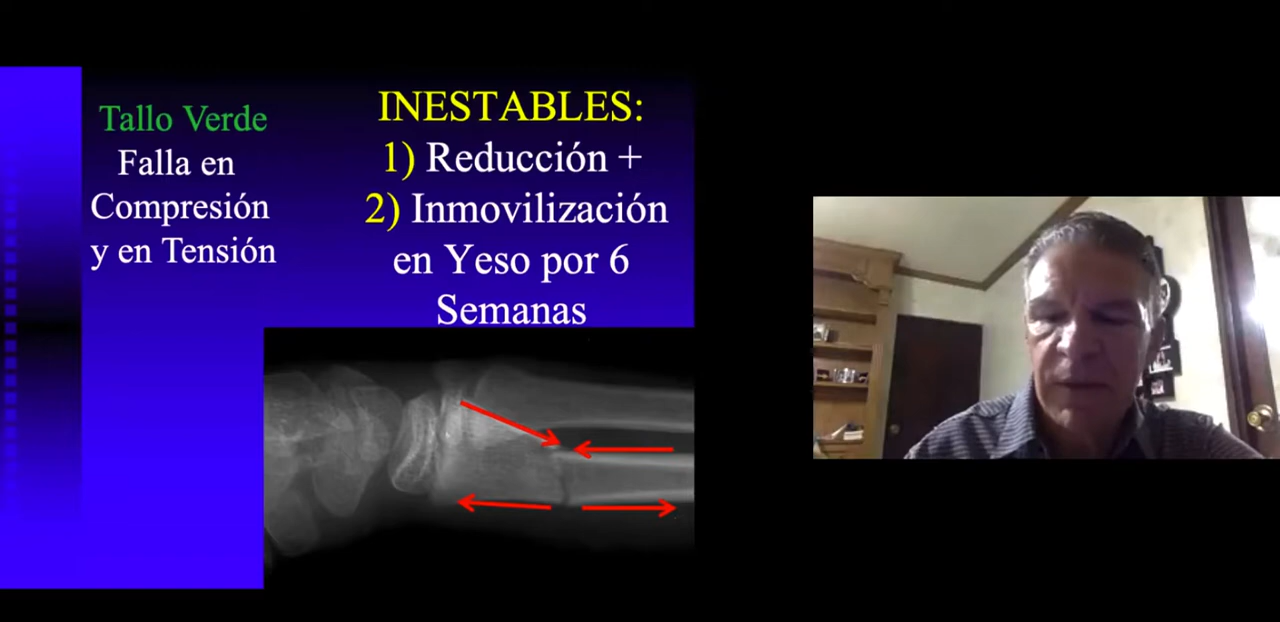 Tallo Verde
Falla en
Compresión
y en Tensión
INESTABLES:
1) Reducción +
2) Inmovilización
en Yeso por 6
Semanas